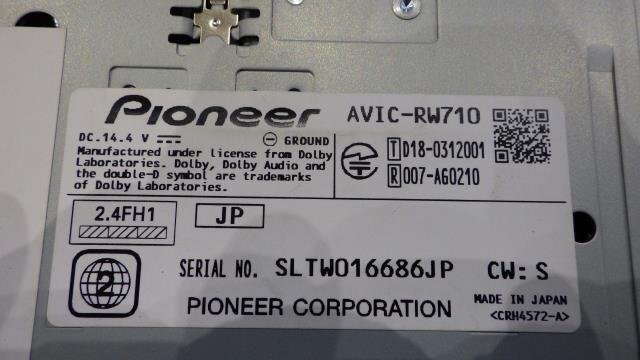 Pioneer AVIC-RW710
DC.14.4 V ⊖ GROUND
Manufactured under license from Dolby
Laboratories. Dolby, Dolby Audio and
the double-D symbol are trademarks
of Dolby Laboratories.
T D18-0312001
R 007-AG0210
2.4FH1 JP
2
SERIAL NO. SLTW016686JP CW: S
PIONEER CORPORATION
MADE IN JAPAN
<CRH4572-A>